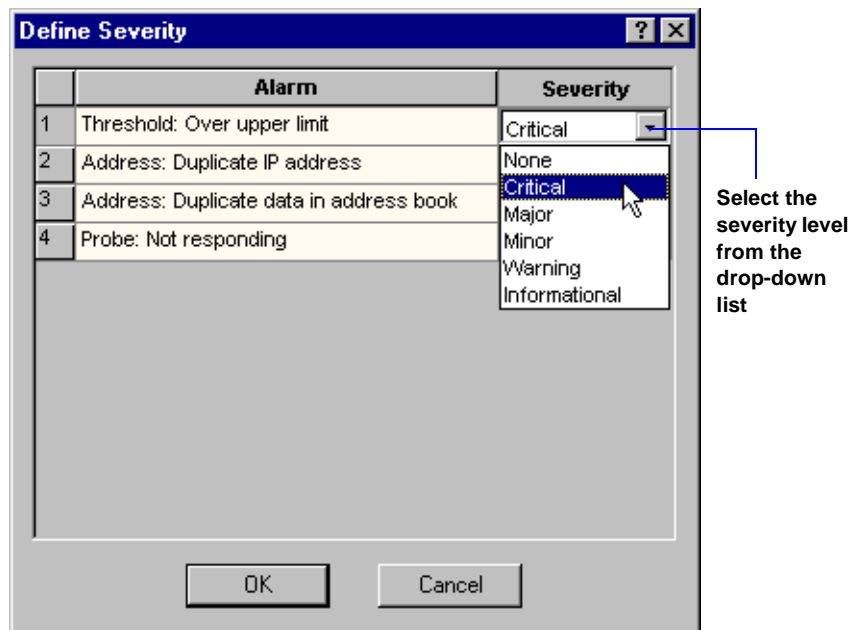 Define Severity
Alarm Severity
1 Threshold: Over upper limit Critical
2 Address: Duplicate IP address
3 Address: Duplicate data in address book
4 Probe: Not responding
None
Critical
Major
Minor
Warning
Informational
Select the
severity level
from the
drop-down
list
OK Cancel